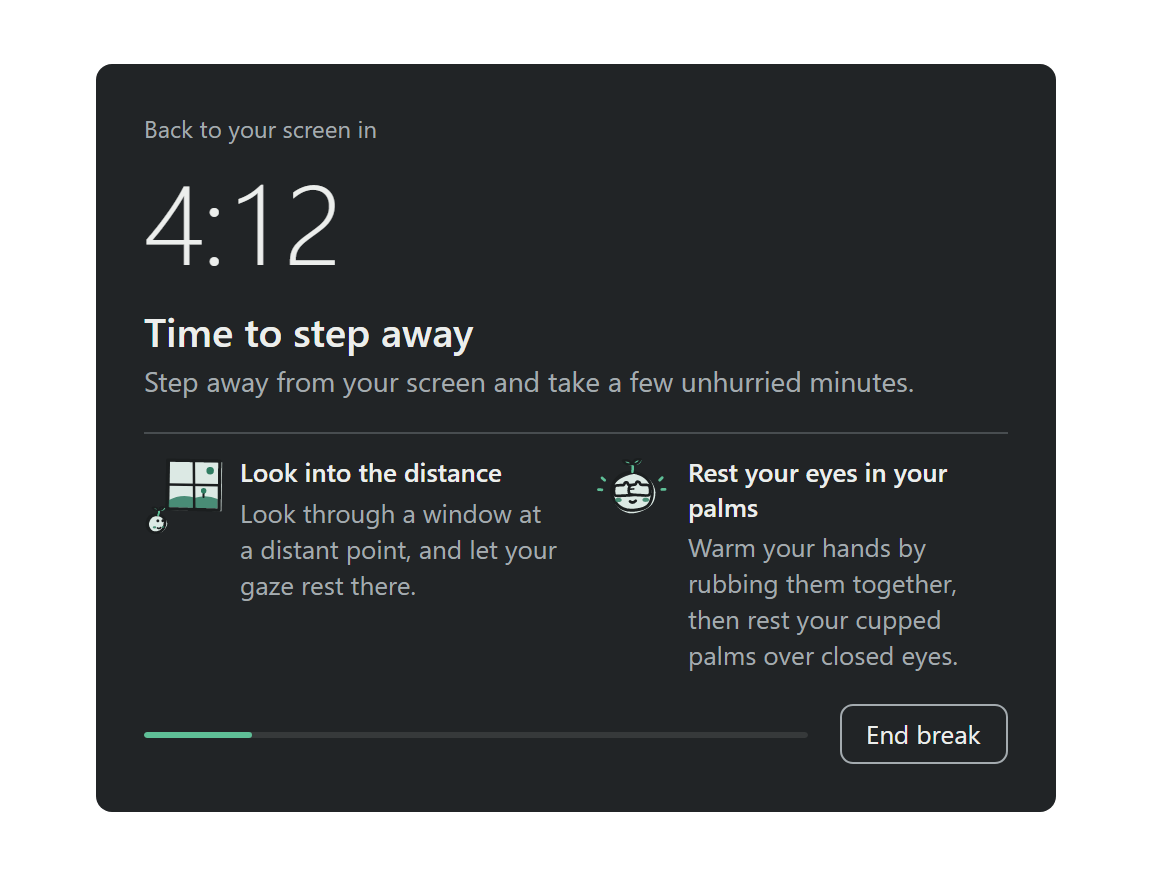 Back to your screen in
4:12
Time to step away
Step away from your screen and take a few unhurried minutes.
Look into the distance
Look through a window at
a distant point, and let your
gaze rest there.
Rest your eyes in your
palms
Warm your hands by
rubbing them together,
then rest your cupped
palms over closed eyes.
End break